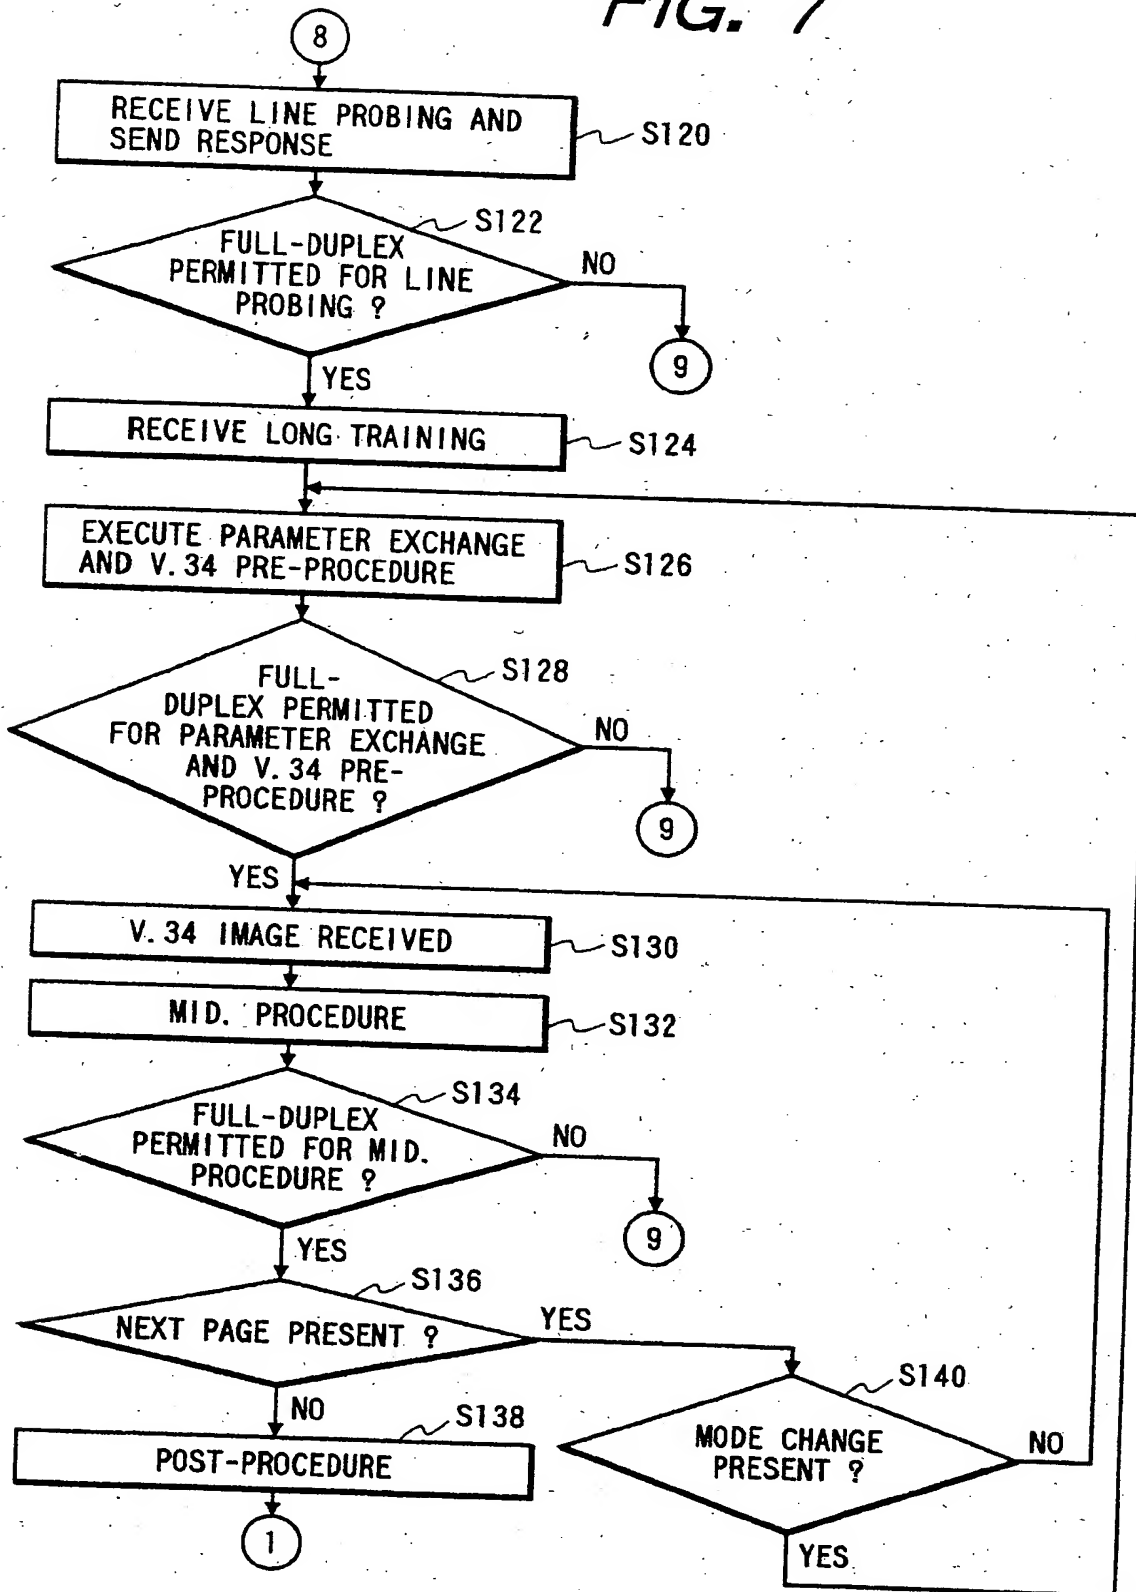 FIG. 7
8
RECEIVE LINE PROBING AND
SEND RESPONSE
S120
S122
FULL-DUPLEX
PERMITTED FOR LINE
PROBING ?
NO
9
YES
RECEIVE LONG TRAINING
S124
EXECUTE PARAMETER EXCHANGE
AND V.34 PRE-PROCEDURE
S126
S128
FULL-
DUPLEX PERMITTED
FOR PARAMETER EXCHANGE
AND V.34 PRE-
PROCEDURE ?
NO
9
YES
V.34 IMAGE RECEIVED
S130
MID. PROCEDURE
S132
S134
FULL-DUPLEX
PERMITTED FOR MID.
PROCEDURE ?
NO
9
YES
S136
NEXT PAGE PRESENT ?
YES
NO
S138
POST-PROCEDURE
1
S140
MODE CHANGE
PRESENT ?
NO
YES